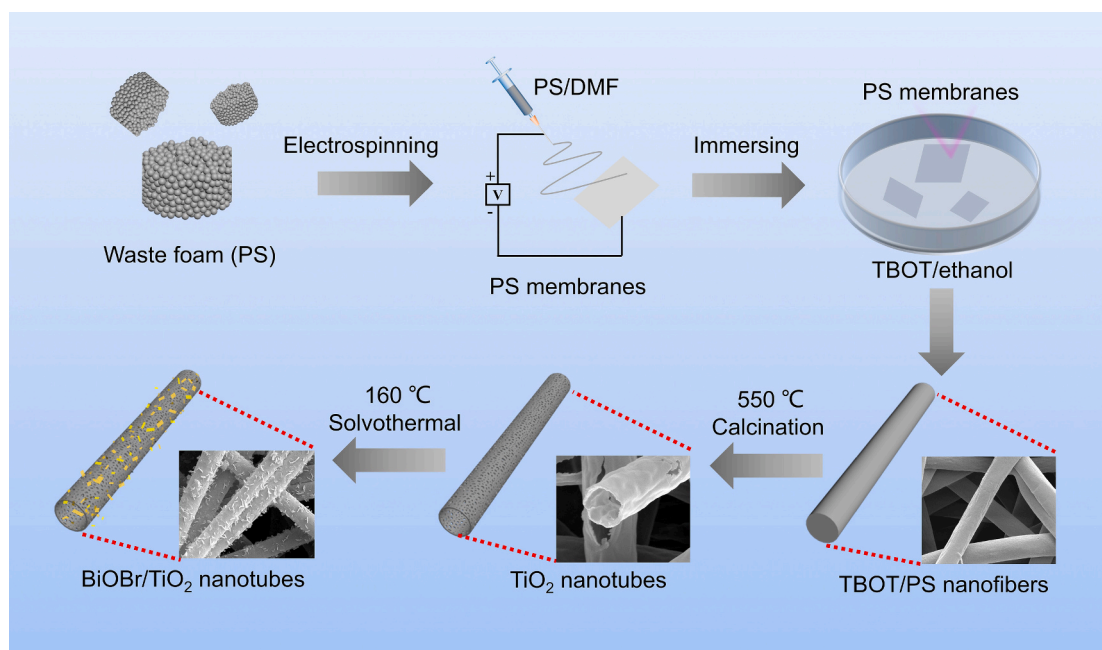 PS/DMF
PS membranes
Electrospinning
Immersing
+
V
-
Waste foam (PS)
PS membranes
TBOT/ethanol
160 ℃
Solvothermal
550 ℃
Calcination
BiOBr/TiO₂ nanotubes
TiO₂ nanotubes
TBOT/PS nanofibers